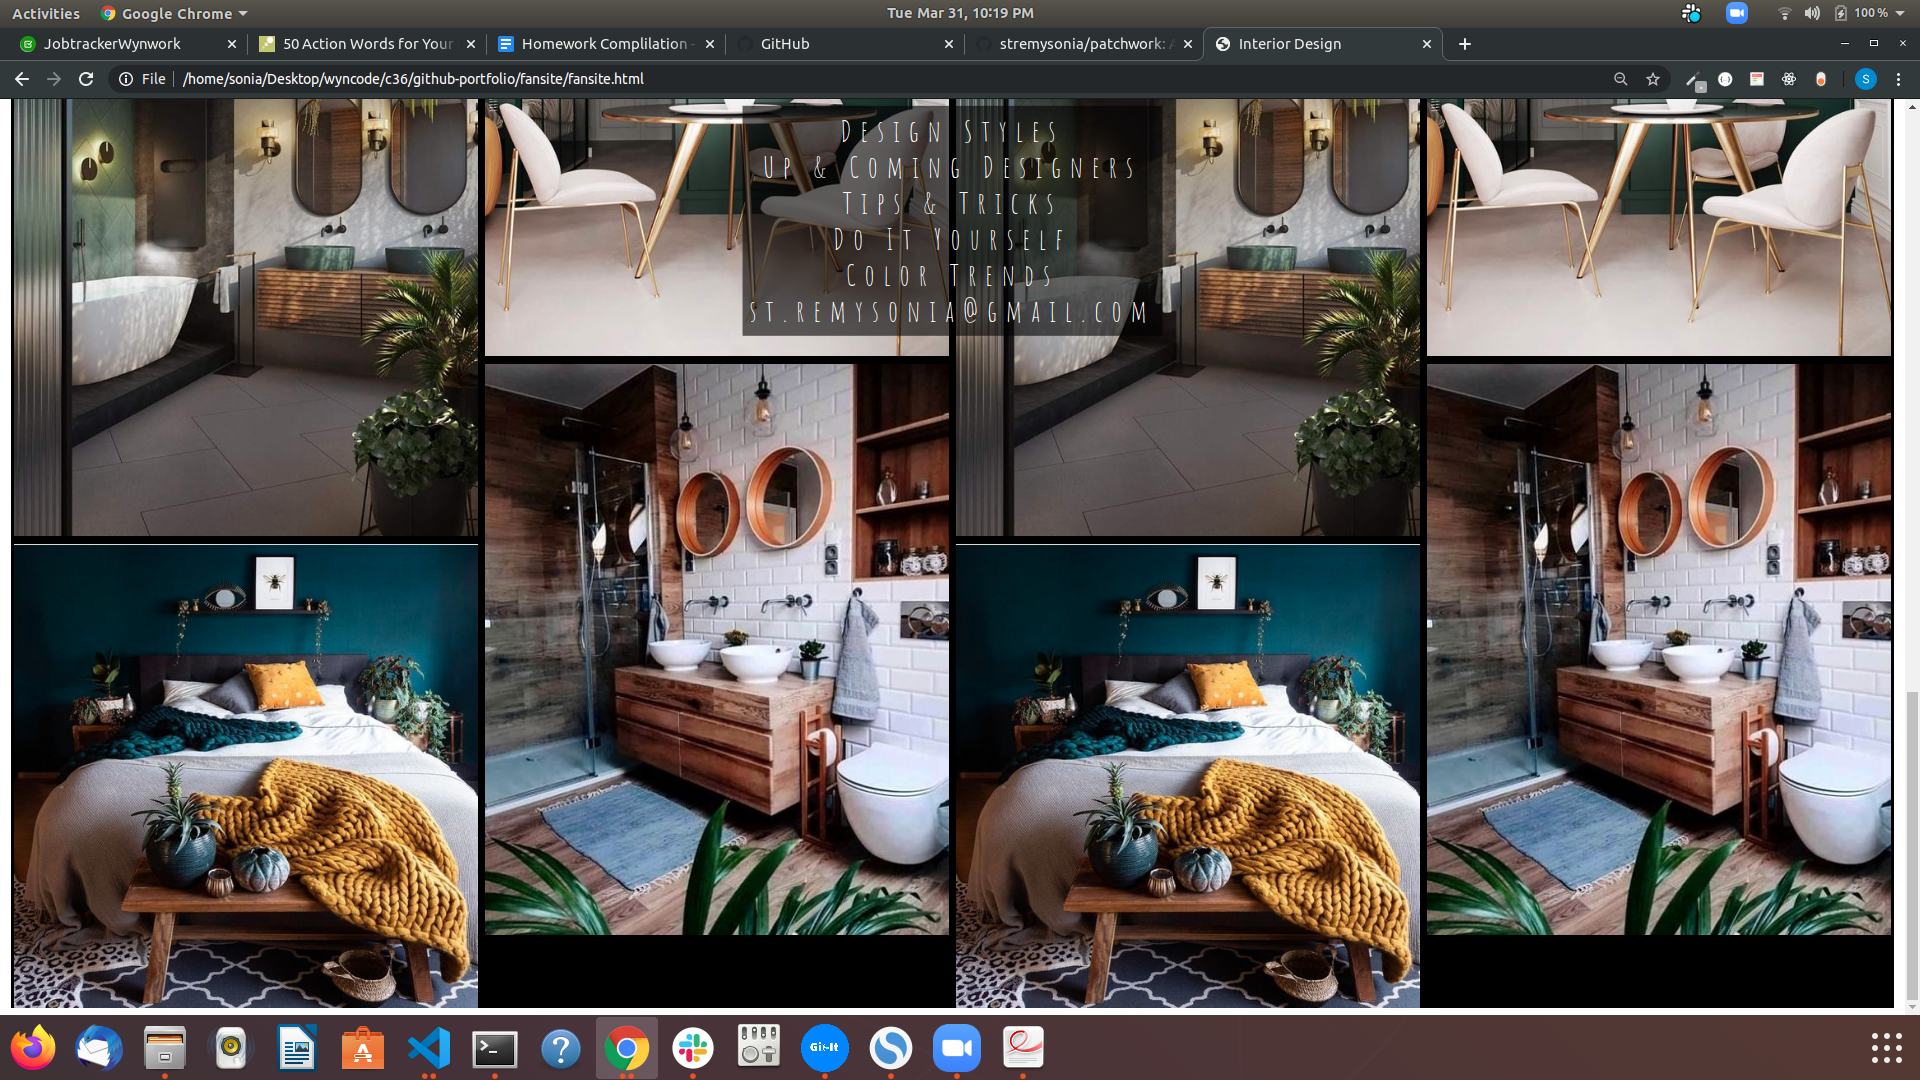 Activities Google Chrome Tue Mar 31, 10:19 PM 100 %
JobtrackerWynwork 50 Action Words for Your Homework Complilation - GitHub stremysonia/patchwork: A Interior Design
File /home/sonia/Desktop/wyncode/c36/github-portfolio/fansite/fansite.html S
Design Styles
Up & Coming Designers
Tips & Tricks
Do It Yourself
Color Trends
st.remysonia@gmail.com
Git-It